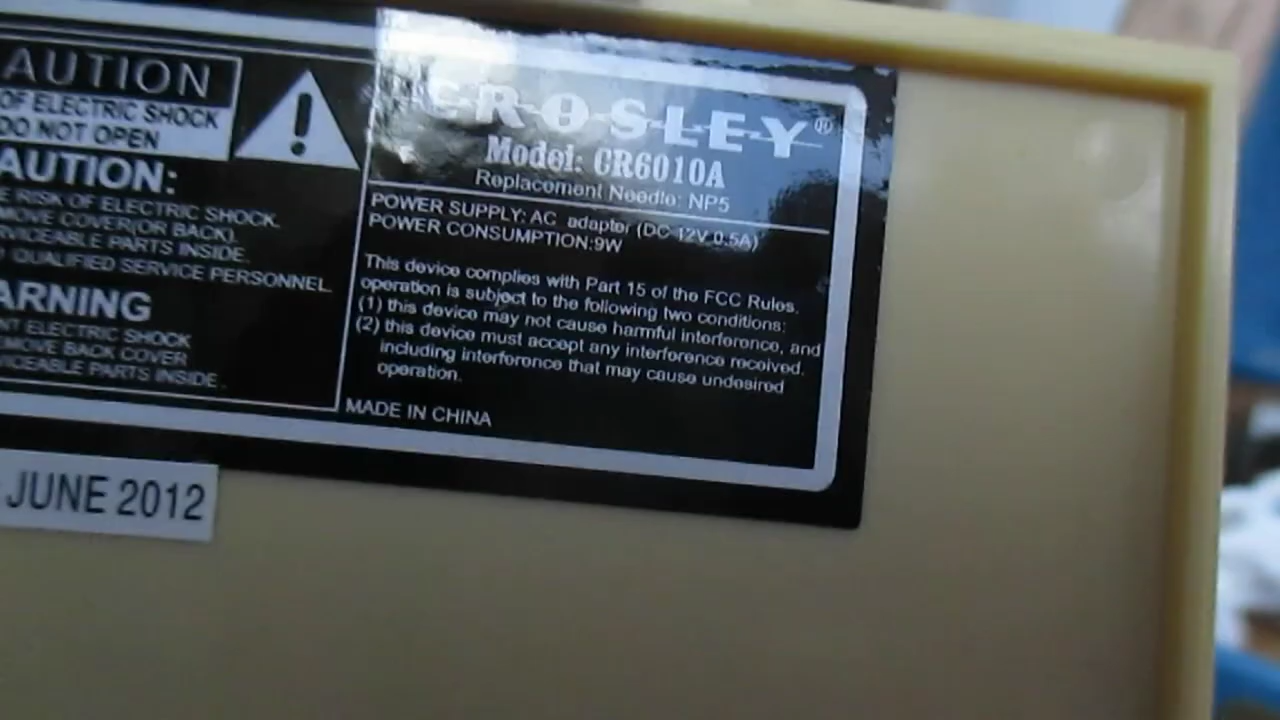 AUTION
OF ELECTRIC SHOCK
DO NOT OPEN
AUTION:
E RISK OF ELECTRIC SHOCK.
MOVE COVER(OR BACK).
RVICEABLE PARTS INSIDE.
QUALIFIED SERVICE PERSONNEL.
ARNING
NT ELECTRIC SHOCK
EMOVE BACK COVER
ICEABLE PARTS INSIDE.
CROSLEY®
Model: CR6010A
Replacement Needle: NP5
POWER SUPPLY: AC adapter (DC 12V 0.5A)
POWER CONSUMPTION:9W
This device complies with Part 15 of the FCC Rules.
operation is subject to the following two conditions:
(1) this device may not cause harmful interference, and
(2) this device must accept any interference received.
including interference that may cause undesired
operation.
MADE IN CHINA
JUNE 2012